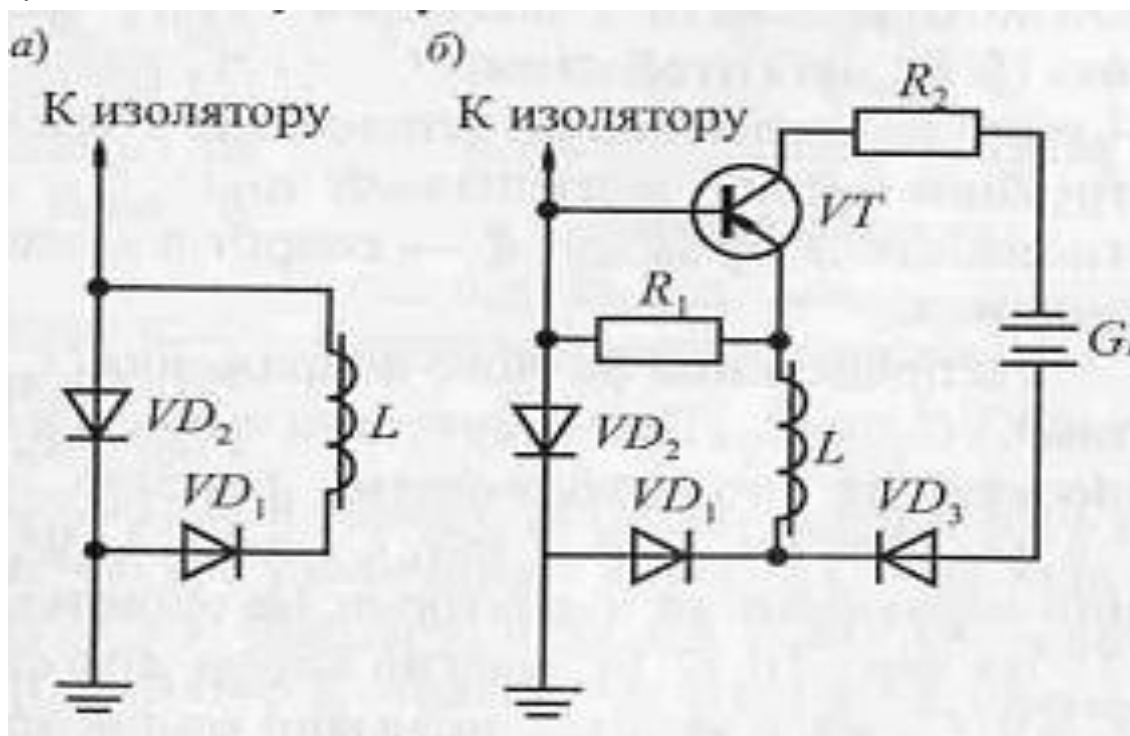 а)
К изолятору
VD₂
L
VD₁
б)
К изолятору
R₂
VT
R₁
G
VD₂
L
VD₁
VD₃